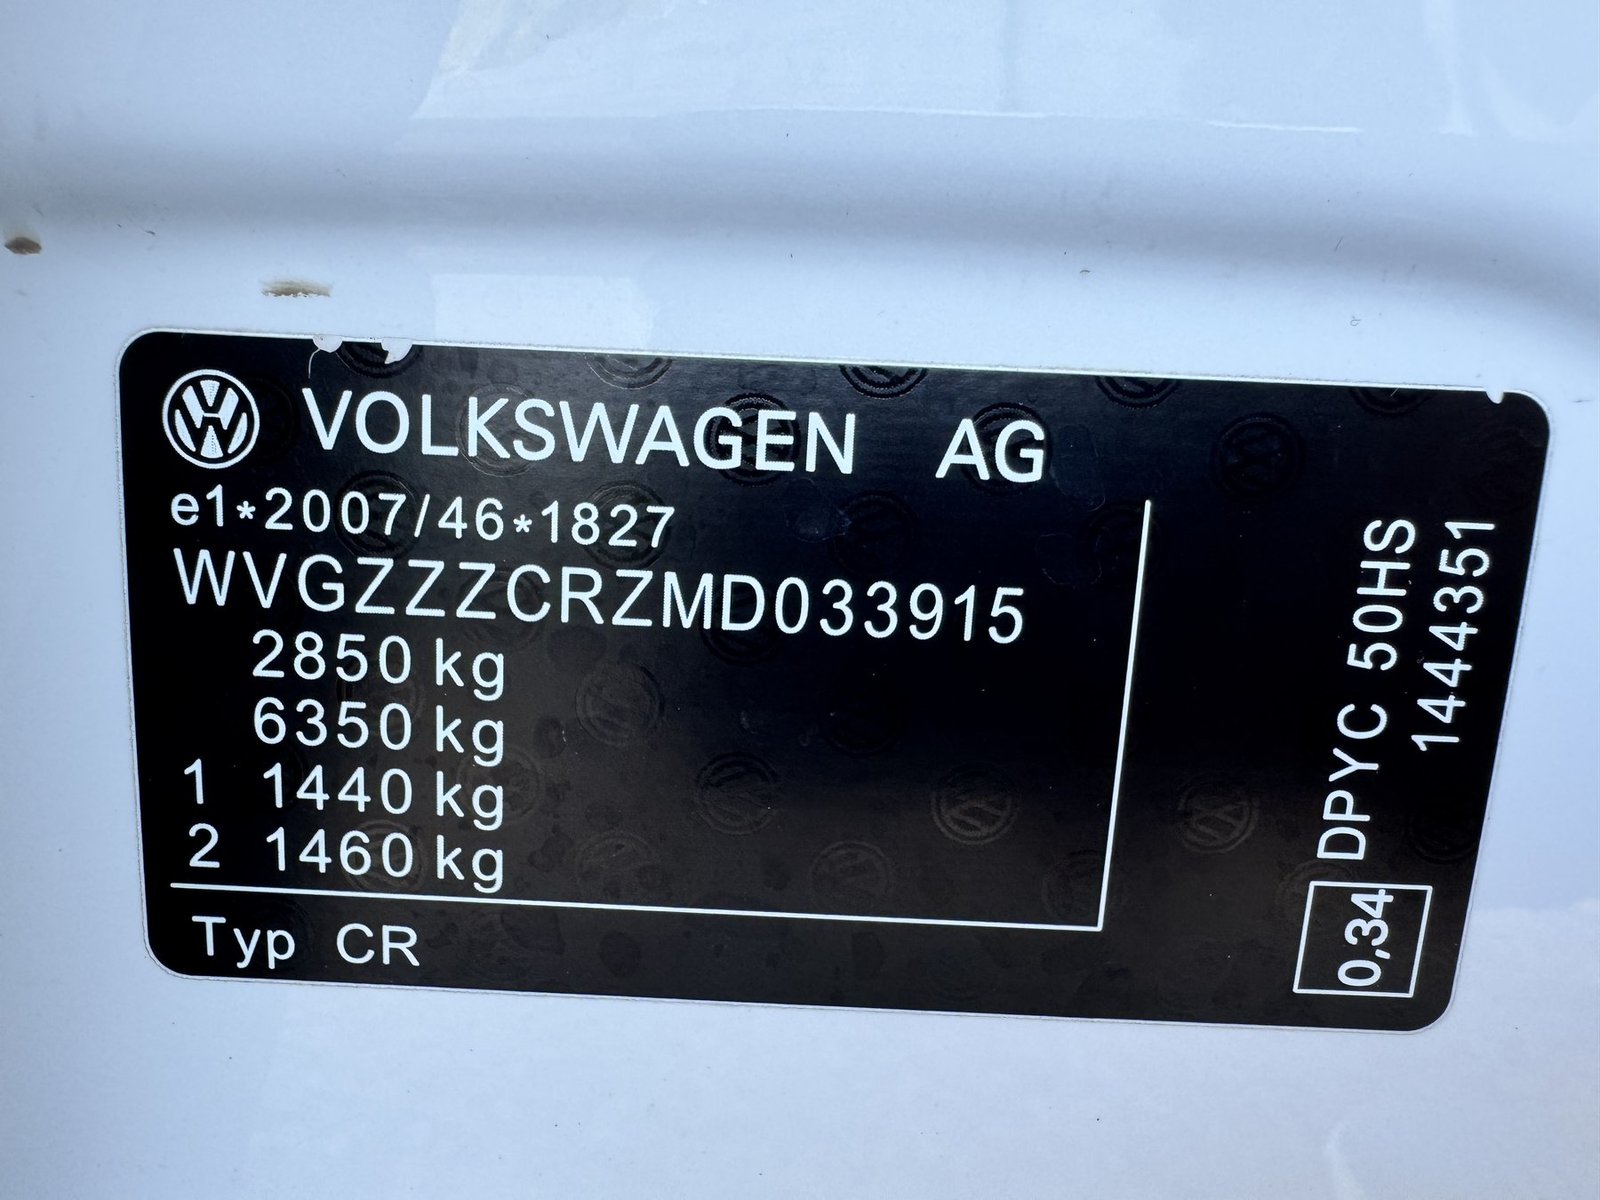 VOLKSWAGEN AG
e1*2007/46*1827
WVGZZZCRZMD033915
2850 kg
6350 kg
1 1440 kg
2 1460 kg
Typ CR
0,34 DPYC 50HS
1444351